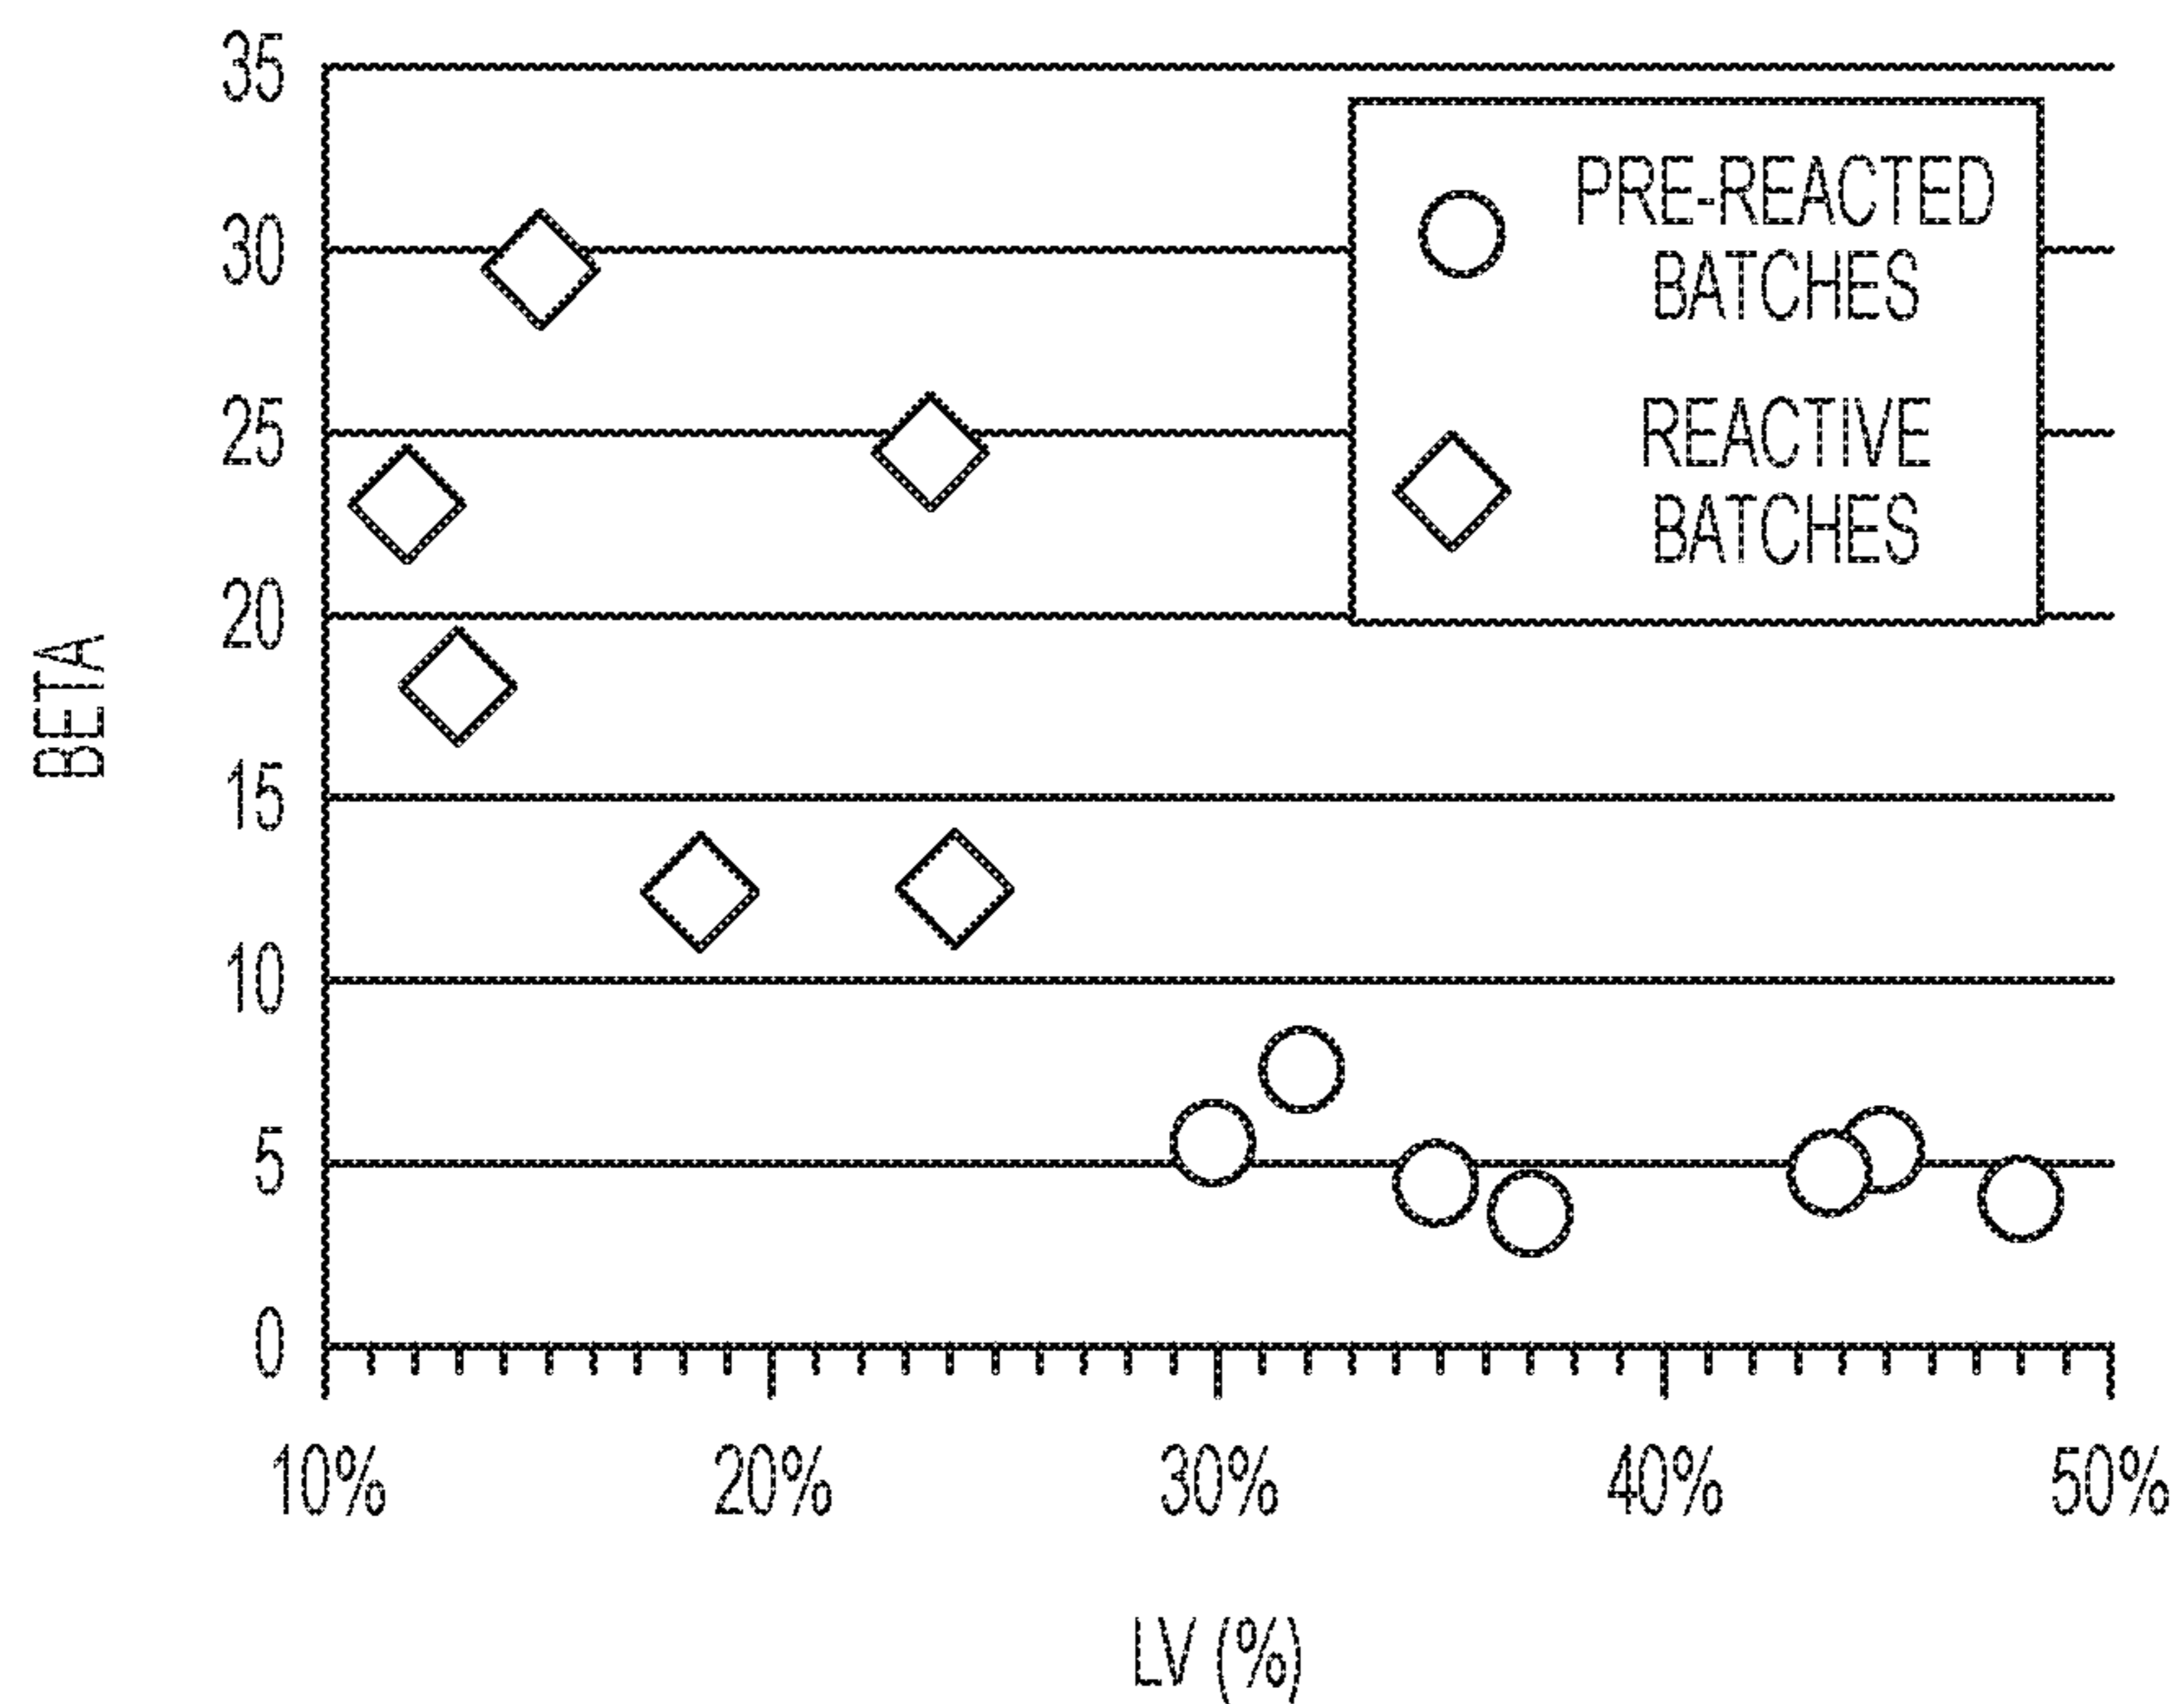 35
30
25
20
15
10
5
0
BETA
PRE-REACTED
BATCHES
REACTIVE
BATCHES
10% 20% 30% 40% 50%
LV (%)